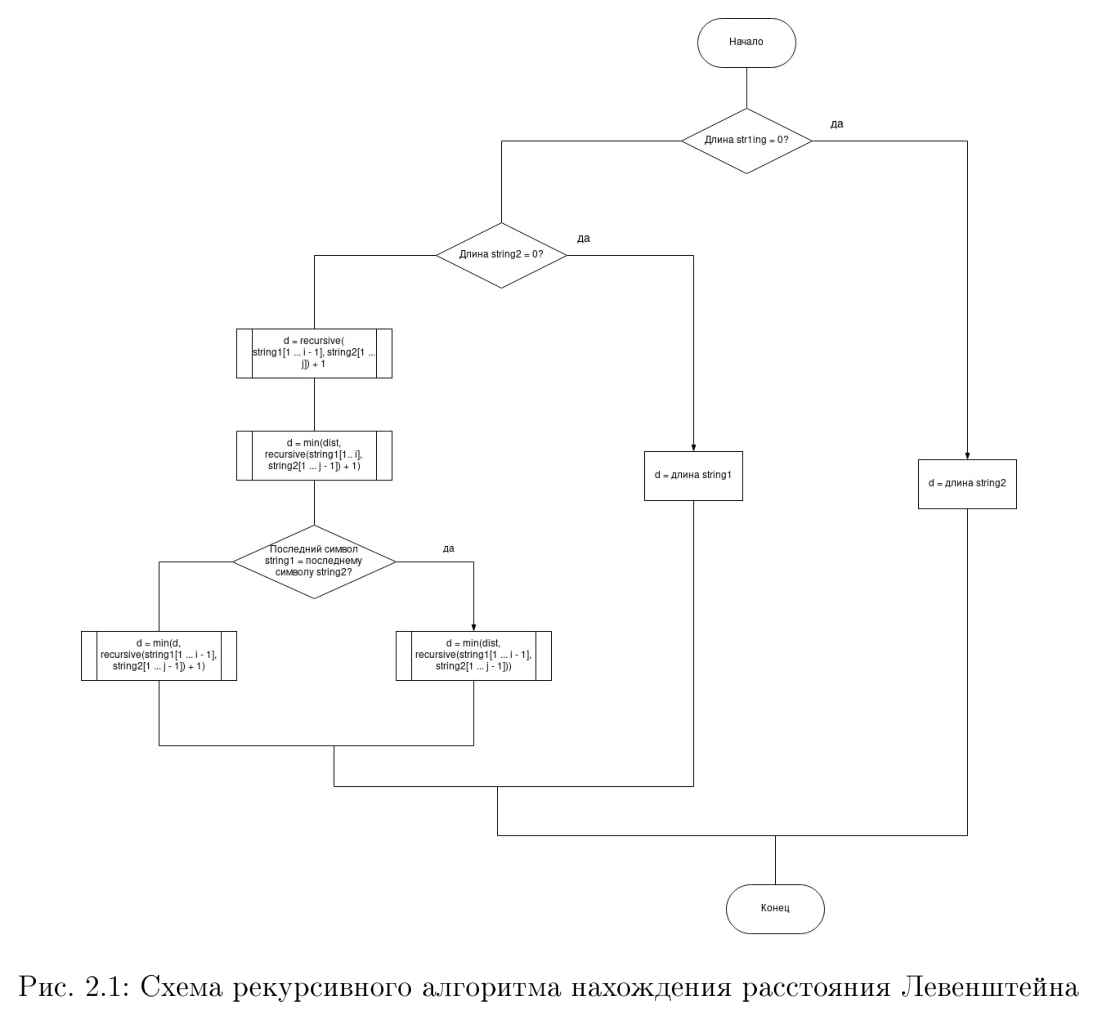 Начало
да
Длина str1ing = 0?
да
Длина string2 = 0?
d = recursive(
string1[1 ... i - 1], string2[1 ...
j]) + 1
d = min(dist,
recursive(string1[1.. i],
string2[1 ... j - 1]) + 1)
d = длина string1
d = длина string2
Последний символ
string1 = последнему
символу string2?
да
d = min(d,
recursive(string1[1 ... i - 1],
string2[1 ... j - 1]) + 1)
d = min(dist,
recursive(string1[1 ... i - 1],
string2[1 ... j - 1]))
Конец
Рис. 2.1: Схема рекурсивного алгоритма нахождения расстояния Левенштейна